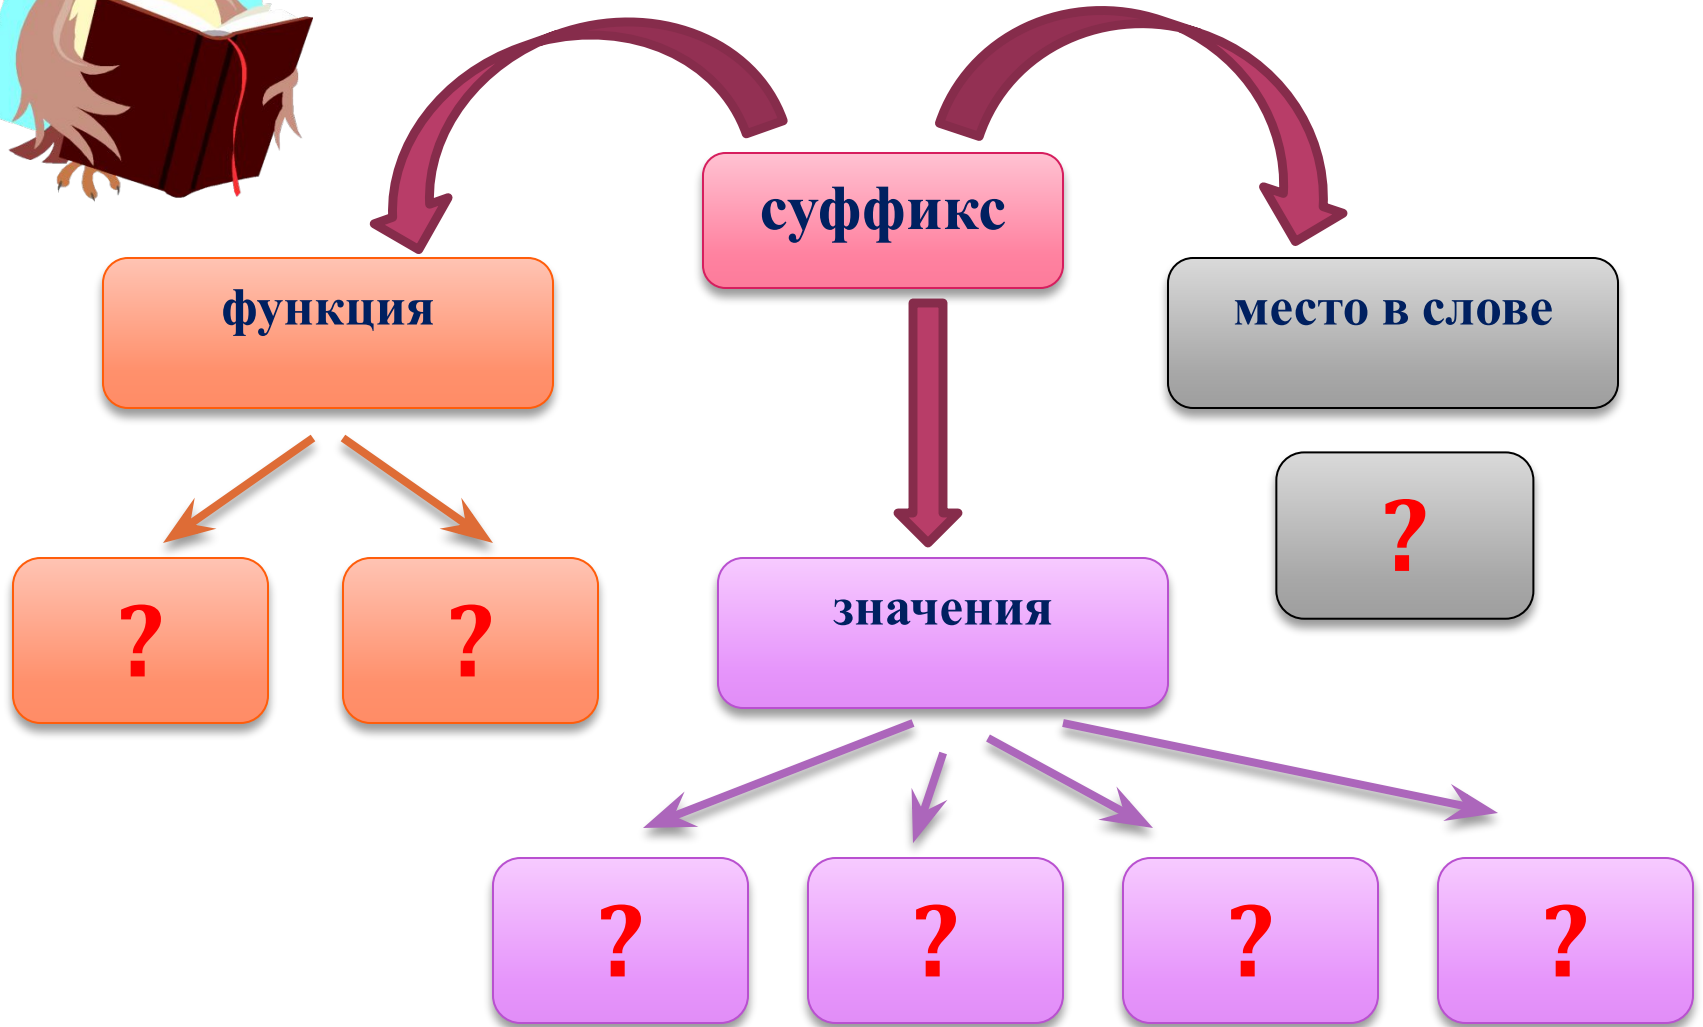 суффикс
функция
место в слове
?
? ?
значения
? ? ? ?